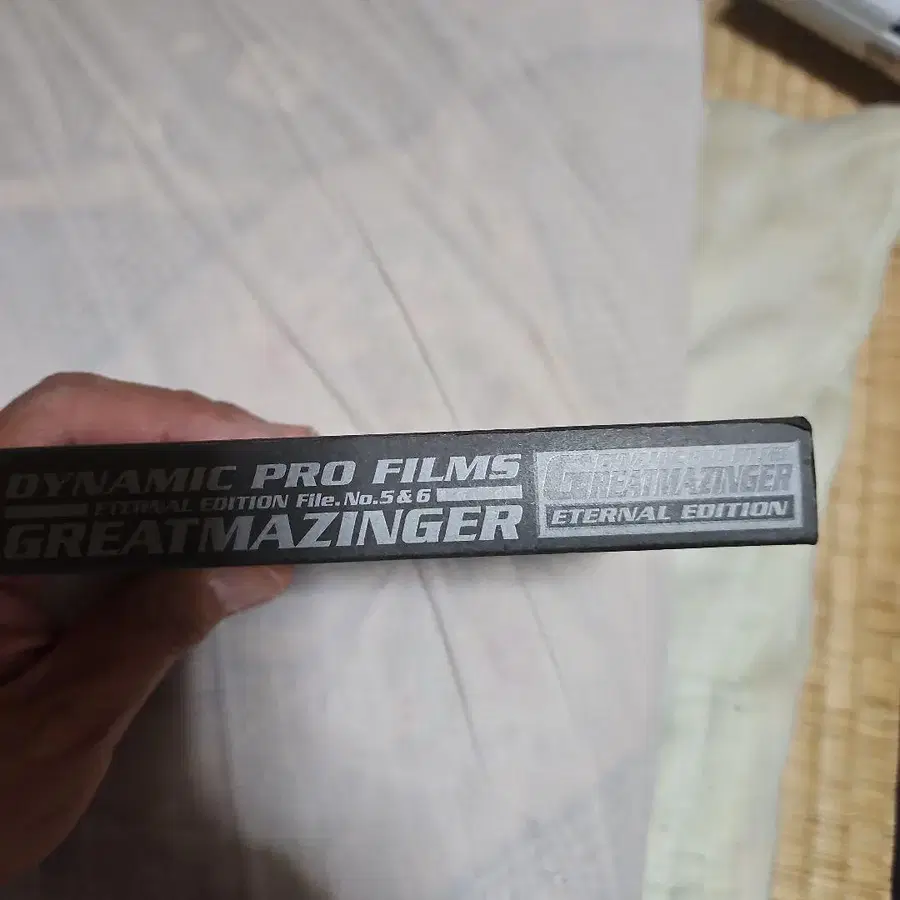 DYNAMIC PRO FILMS
ETERNAL EDITION File.No.5&6
GREATMAZINGER
GREATMAZINGER
ETERNAL EDITION